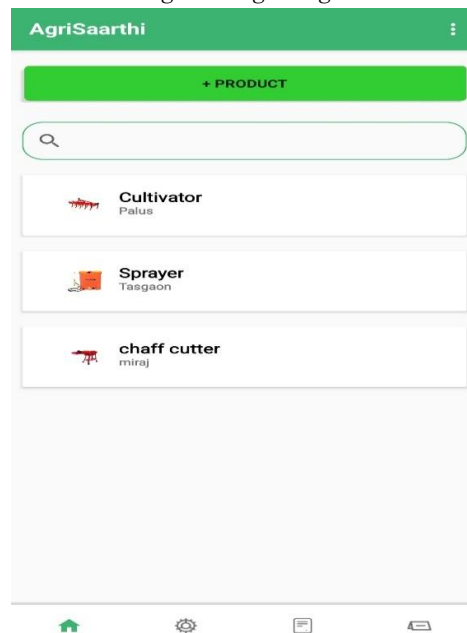 AgriSaarthi
+ PRODUCT
Cultivator
Palus
Sprayer
Tasgaon
chaff cutter
miraj